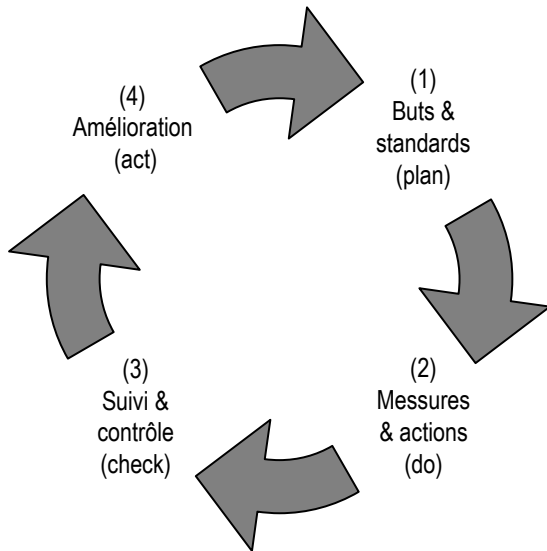 (1)
Buts &
standards
(plan)
(2)
Messures
& actions
(do)
(3)
Suivi &
contrôle
(check)
(4)
Amélioration
(act)